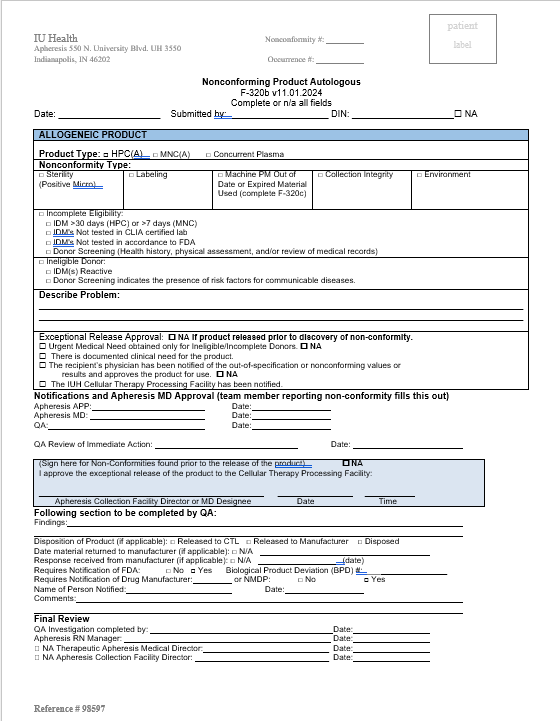 patient
label
IU Health
Apheresis 550 N. University Blvd. UH 3550
Indianapolis, IN 46202
Nonconformity #: ________
Occurrence #: ________
Nonconforming Product Autologous
F-320b v11.01.2024
Complete or n/a all fields
Date: ________ Submitted by: ________ DIN: ________ ☐ NA
ALLOGENEIC PRODUCT
Product Type: ☐ HPC(A) ☐ MNC(A) ☐ Concurrent Plasma
Nonconformity Type:
☐ Sterility (Positive Micro) ☐ Labeling ☐ Machine PM Out of Date or Expired Material Used (complete F-320c) ☐ Collection Integrity ☐ Environment
☐ Incomplete Eligibility:
☐ IDM >30 days (HPC) or >7 days (MNC)
☐ IDM's Not tested in CLIA certified lab
☐ IDM's Not tested in accordance to FDA
☐ Donor Screening (Health history, physical assessment, and/or review of medical records)
☐ Ineligible Donor:
☐ IDM(s) Reactive
☐ Donor Screening indicates the presence of risk factors for communicable diseases.
Describe Problem:
Exceptional Release Approval: ☐ NA if product released prior to discovery of non-conformity.
☐ Urgent Medical Need obtained only for Ineligible/Incomplete Donors. ☐ NA
☐ There is documented clinical need for the product.
☐ The recipient's physician has been notified of the out-of-specification or nonconforming values or
results and approves the product for use. ☐ NA
☐ The IUH Cellular Therapy Processing Facility has been notified.
Notifications and Apheresis MD Approval (team member reporting non-conformity fills this out)
Apheresis APP: ________ Date: ________
Apheresis MD: ________ Date: ________
QA: ________ Date: ________
QA Review of Immediate Action: ________ Date: ________
(Sign here for Non-Conformities found prior to the release of the product) ☐ NA
I approve the exceptional release of the product to the Cellular Therapy Processing Facility:
Apheresis Collection Facility Director or MD Designee Date Time
Following section to be completed by QA:
Findings: ________
Disposition of Product (if applicable): ☐ Released to CTL ☐ Released to Manufacturer ☐ Disposed
Date material returned to manufacturer (if applicable): ☐ N/A ________
Response received from manufacturer (if applicable): ☐ N/A ________ (date)
Requires Notification of FDA: ☐ No ☐ Yes Biological Product Deviation (BPD) #: ________
Requires Notification of Drug Manufacturer: ________ or NMDP: ☐ No ☐ Yes
Name of Person Notified: ________ Date: ________
Comments: ________
Final Review
QA Investigation completed by: ________ Date: ________
Apheresis RN Manager: ________ Date: ________
☐ NA Therapeutic Apheresis Medical Director: ________ Date: ________
☐ NA Apheresis Collection Facility Director: ________ Date: ________
Reference # 98597